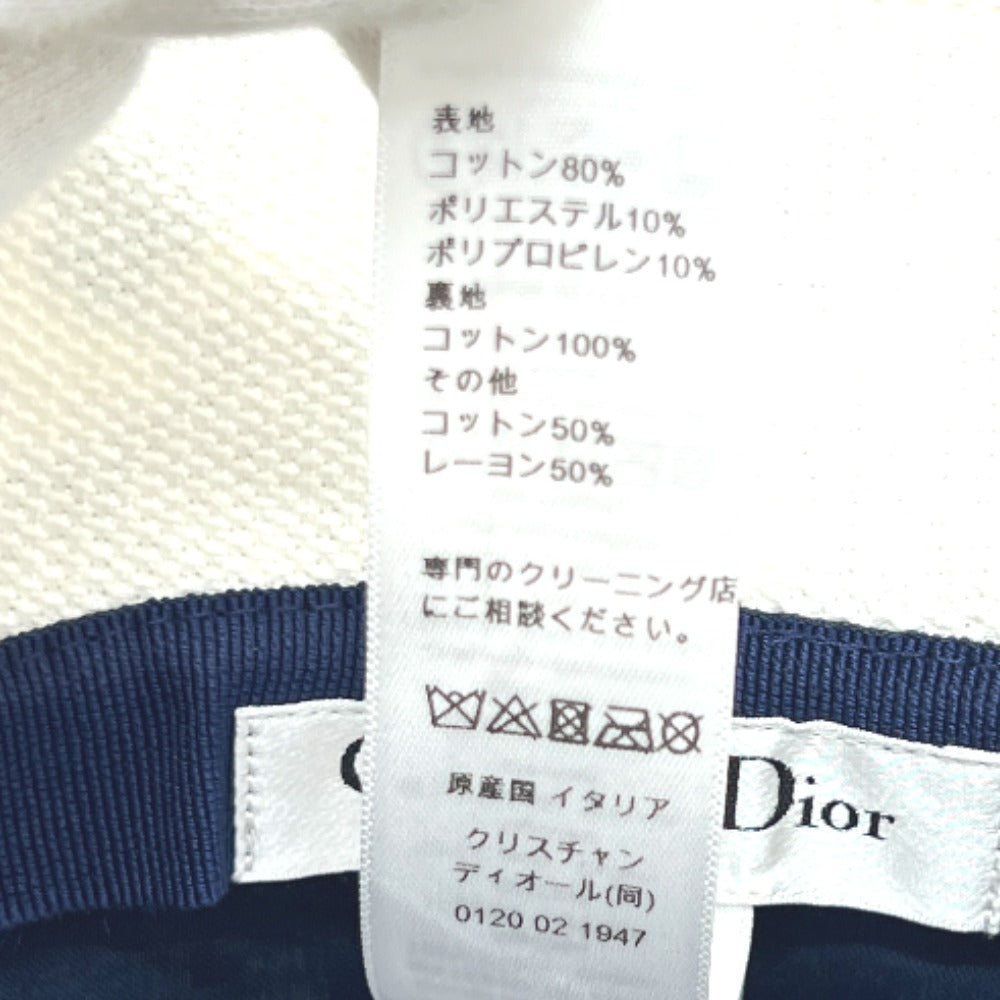 表地
コットン80%
ポリエステル10%
ポリプロピレン10%
裏地
コットン100%
その他
コットン50%
レーヨン50%
専門のクリーニング店
にご相談ください。
原産国 イタリア
クリスチャン
ディオール(同)
0120 02 1947
Dior